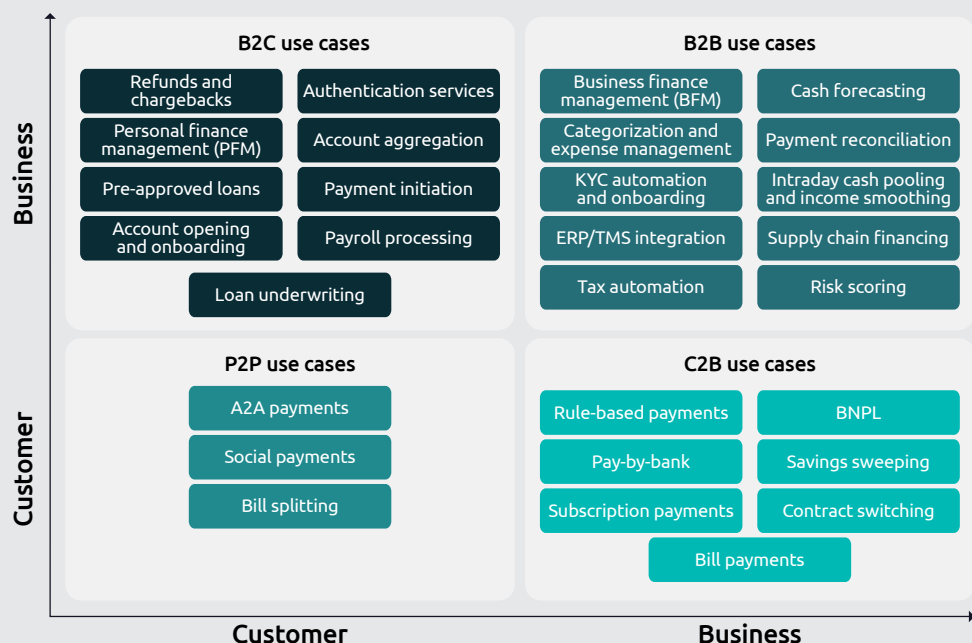 Business
B2C use cases
Refunds and
chargebacks
Authentication services
Personal finance
management (PFM)
Account aggregation
Pre-approved loans
Payment initiation
Account opening
and onboarding
Payroll processing
Loan underwriting
B2B use cases
Business finance
management (BFM)
Cash forecasting
Categorization and
expense management
Payment reconciliation
KYC automation
and onboarding
Intraday cash pooling
and income smoothing
ERP/TMS integration
Supply chain financing
Tax automation
Risk scoring
Customer
P2P use cases
A2A payments
Social payments
Bill splitting
C2B use cases
Rule-based payments
BNPL
Pay-by-bank
Savings sweeping
Subscription payments
Contract switching
Bill payments
Customer
Business